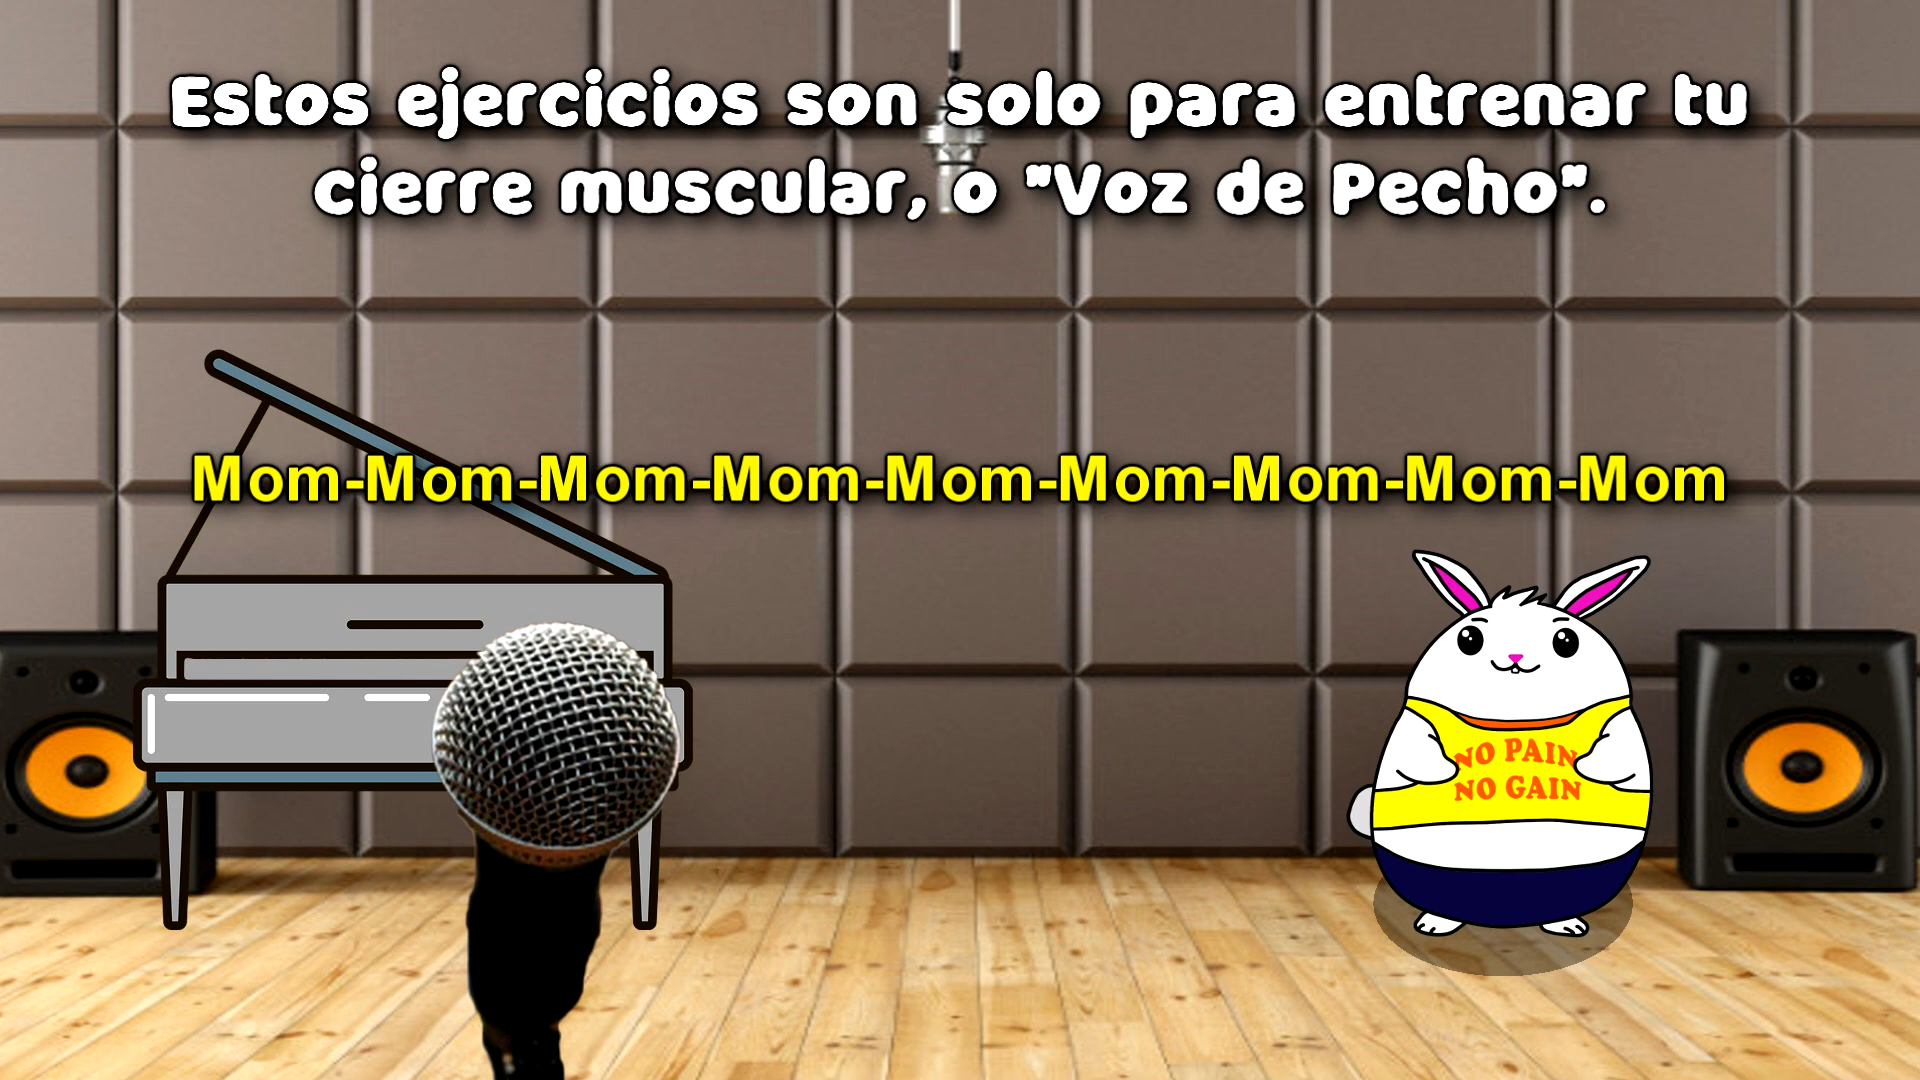 Estos ejercicios son solo para entrenar tu
cierre muscular, o "Voz de Pecho".
Mom-Mom-Mom-Mom-Mom-Mom-Mom-Mom-Mom
NO PAIN
NO GAIN